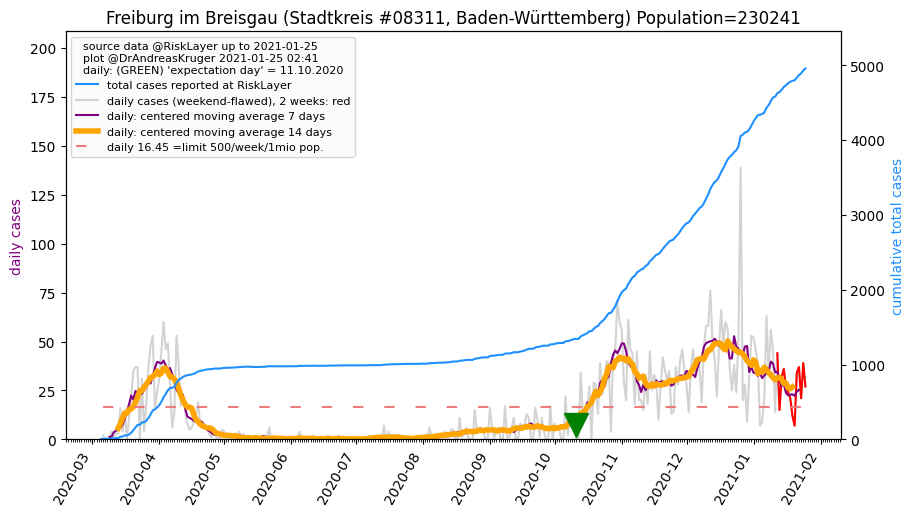 Freiburg im Breisgau (Stadtkreis #08311, Baden-Württemberg) Population=230241
source data @RiskLayer up to 2021-01-25
plot @DrAndreasKruger 2021-01-25 02:41
daily: (GREEN) 'expectation day' = 11.10.2020
total cases reported at RiskLayer
daily cases (weekend-flawed), 2 weeks: red
daily: centered moving average 7 days
daily: centered moving average 14 days
daily 16.45 =limit 500/week/1mio pop.
daily cases
200
175
150
125
100
75
50
25
0
cumulative total cases
5000
4000
3000
2000
1000
0
2020-03
2020-04
2020-05
2020-06
2020-07
2020-08
2020-09
2020-10
2020-11
2020-12
2021-01
2021-02